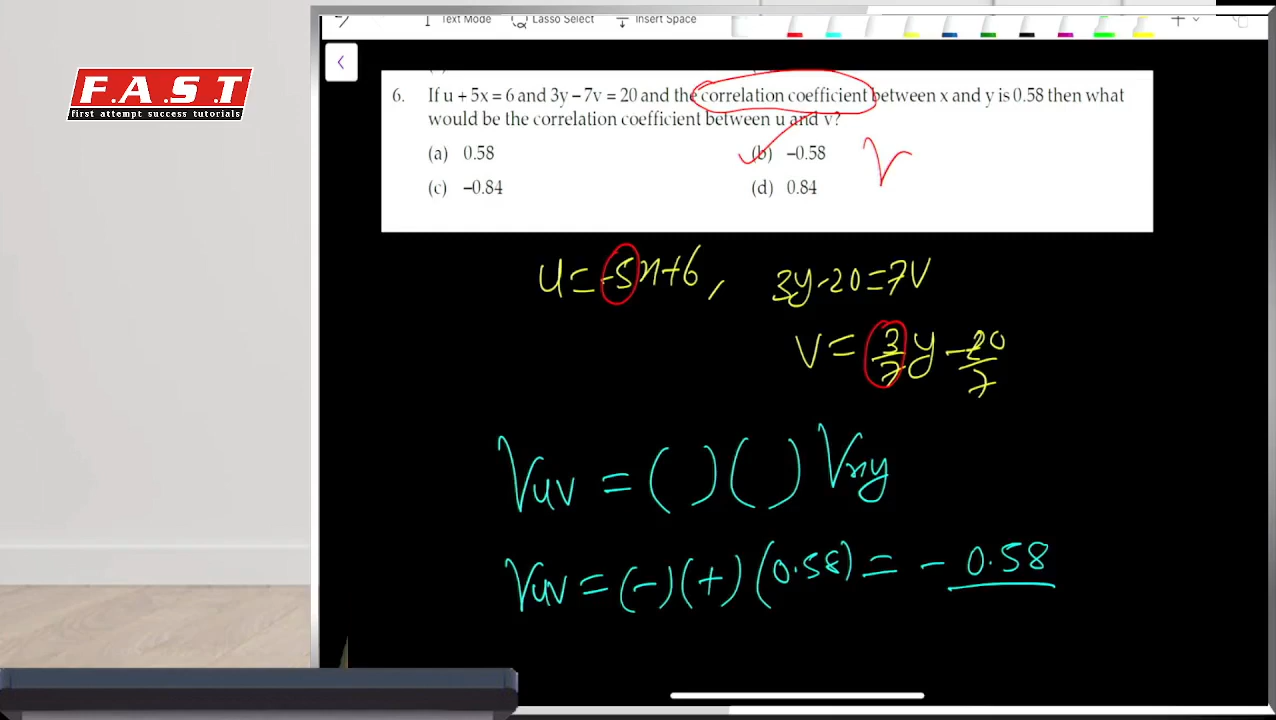 Text Mode Lasso Select Insert Space
F.A.S.T
first attempt success tutorials
6. If u + 5x = 6 and 3y – 7v = 20 and the correlation coefficient between x and y is 0.58 then what
would be the correlation coefficient between u and v?
(a) 0.58 (b) –0.58
(c) –0.84 (d) 0.84
r
u = -5x+6, 3y-20=7v
v = 3/7 y - 20/7
ruv = ( ) ( ) rxy
ruv = (-) (+) (0.58) = - 0.58